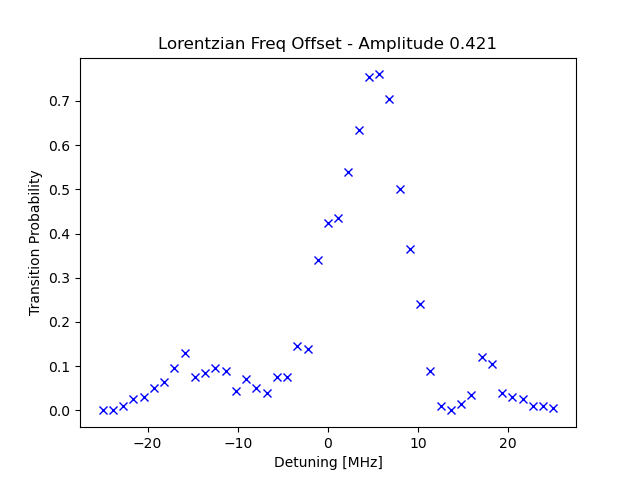 Lorentzian Freq Offset - Amplitude 0.421
Transition Probability
0.7
0.6
0.5
0.4
0.3
0.2
0.1
0.0
−20 −10 0 10 20
Detuning [MHz]